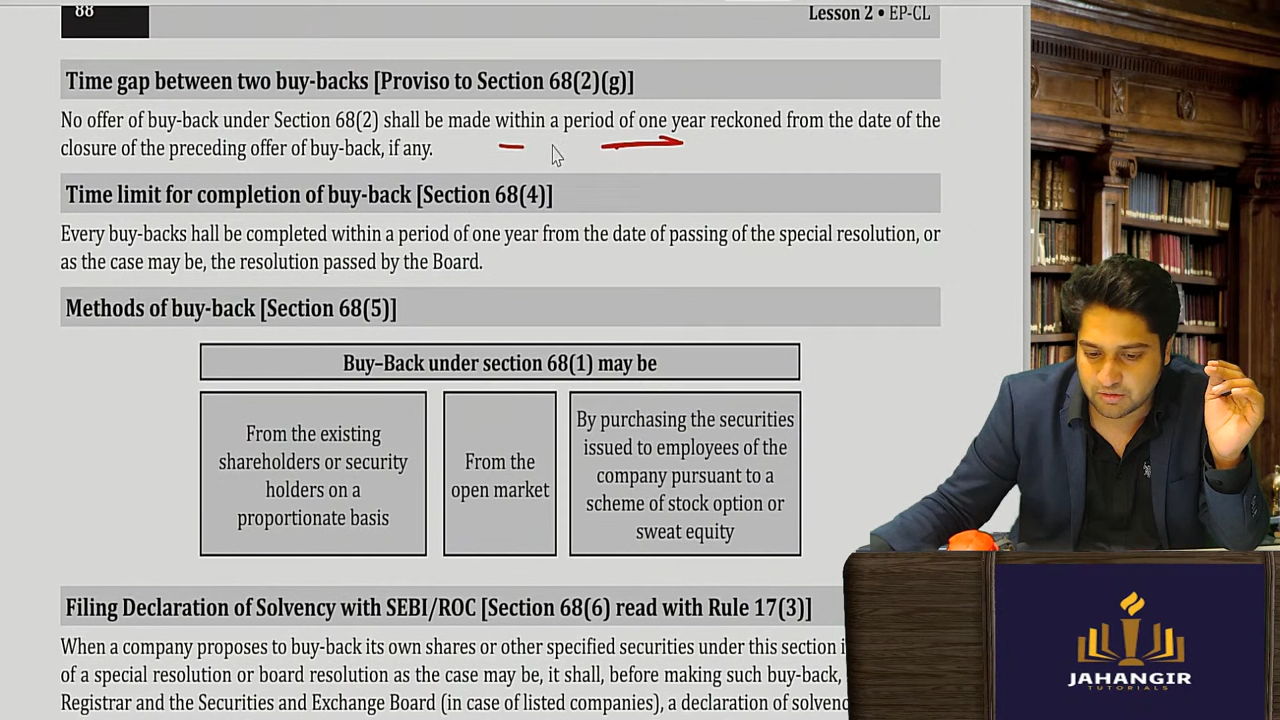 88
Lesson 2 • EP-CL
Time gap between two buy-backs [Proviso to Section 68(2)(g)]
No offer of buy-back under Section 68(2) shall be made within a period of one year reckoned from the date of the
closure of the preceding offer of buy-back, if any.
Time limit for completion of buy-back [Section 68(4)]
Every buy-backs hall be completed within a period of one year from the date of passing of the special resolution, or
as the case may be, the resolution passed by the Board.
Methods of buy-back [Section 68(5)]
Buy–Back under section 68(1) may be
From the existing
shareholders or security
holders on a
proportionate basis
From the
open market
By purchasing the securities
issued to employees of the
company pursuant to a
scheme of stock option or
sweat equity
Filing Declaration of Solvency with SEBI/ROC [Section 68(6) read with Rule 17(3)]
When a company proposes to buy-back its own shares or other specified securities under this section
of a special resolution or board resolution as the case may be, it shall, before making such buy-back,
Registrar and the Securities and Exchange Board (in case of listed companies), a declaration of
JAHANGIR
TUTORIALS